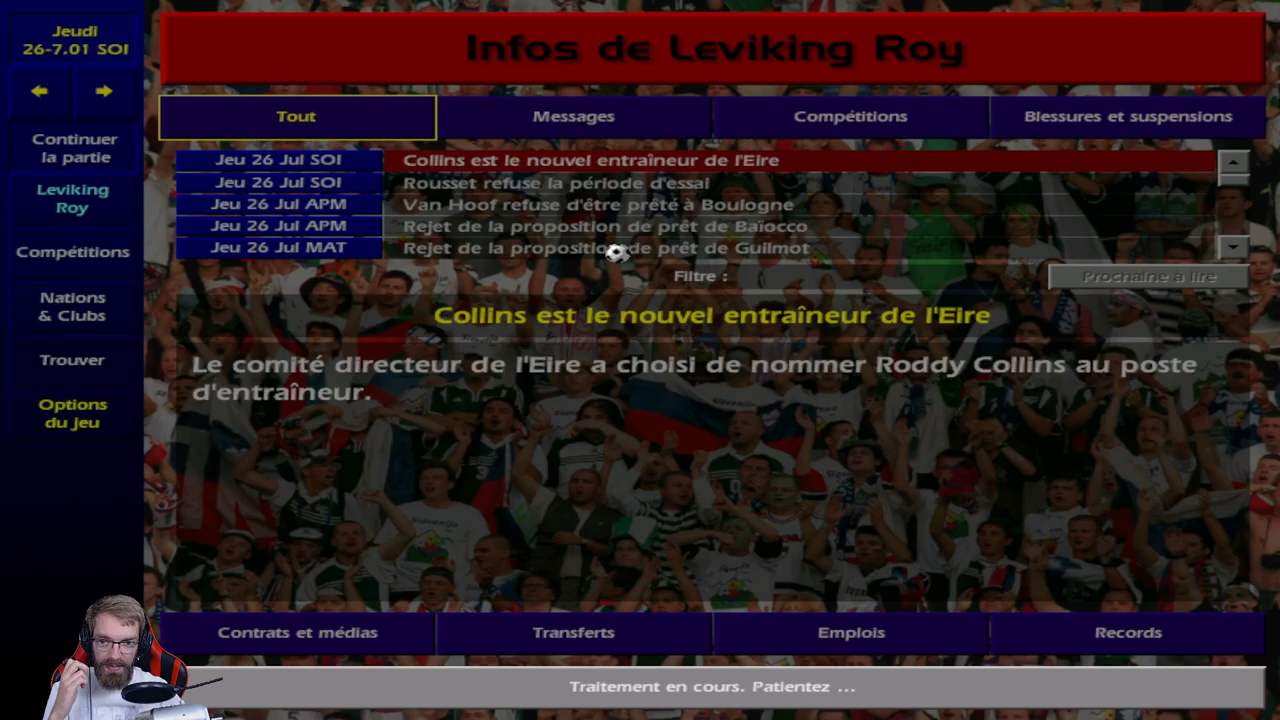 Jeudi
26-7.01 SOI
Infos de Leviking Roy
Tout
Messages
Compétitions
Blessures et suspensions
Continuer
la partie
Leviking
Roy
Compétitions
Nations
& Clubs
Trouver
Options
du jeu
Jeu 26 Jul SOI Collins est le nouvel entraîneur de l'Eire
Jeu 26 Jul SOI Rousset refuse la période d'essai
Jeu 26 Jul APM Van Hoof refuse d'être prêté à Boulogne
Jeu 26 Jul APM Rejet de la proposition de prêt de Baïocco
Jeu 26 Jul MAT Rejet de la proposition de prêt de Guilmot
Filtre :
Prochaine à lire
Collins est le nouvel entraîneur de l'Eire
Le comité directeur de l'Eire a choisi de nommer Roddy Collins au poste
d'entraîneur.
Slovenija
Contrats et médias
Transferts
Emplois
Records
Traitement en cours. Patientez ...